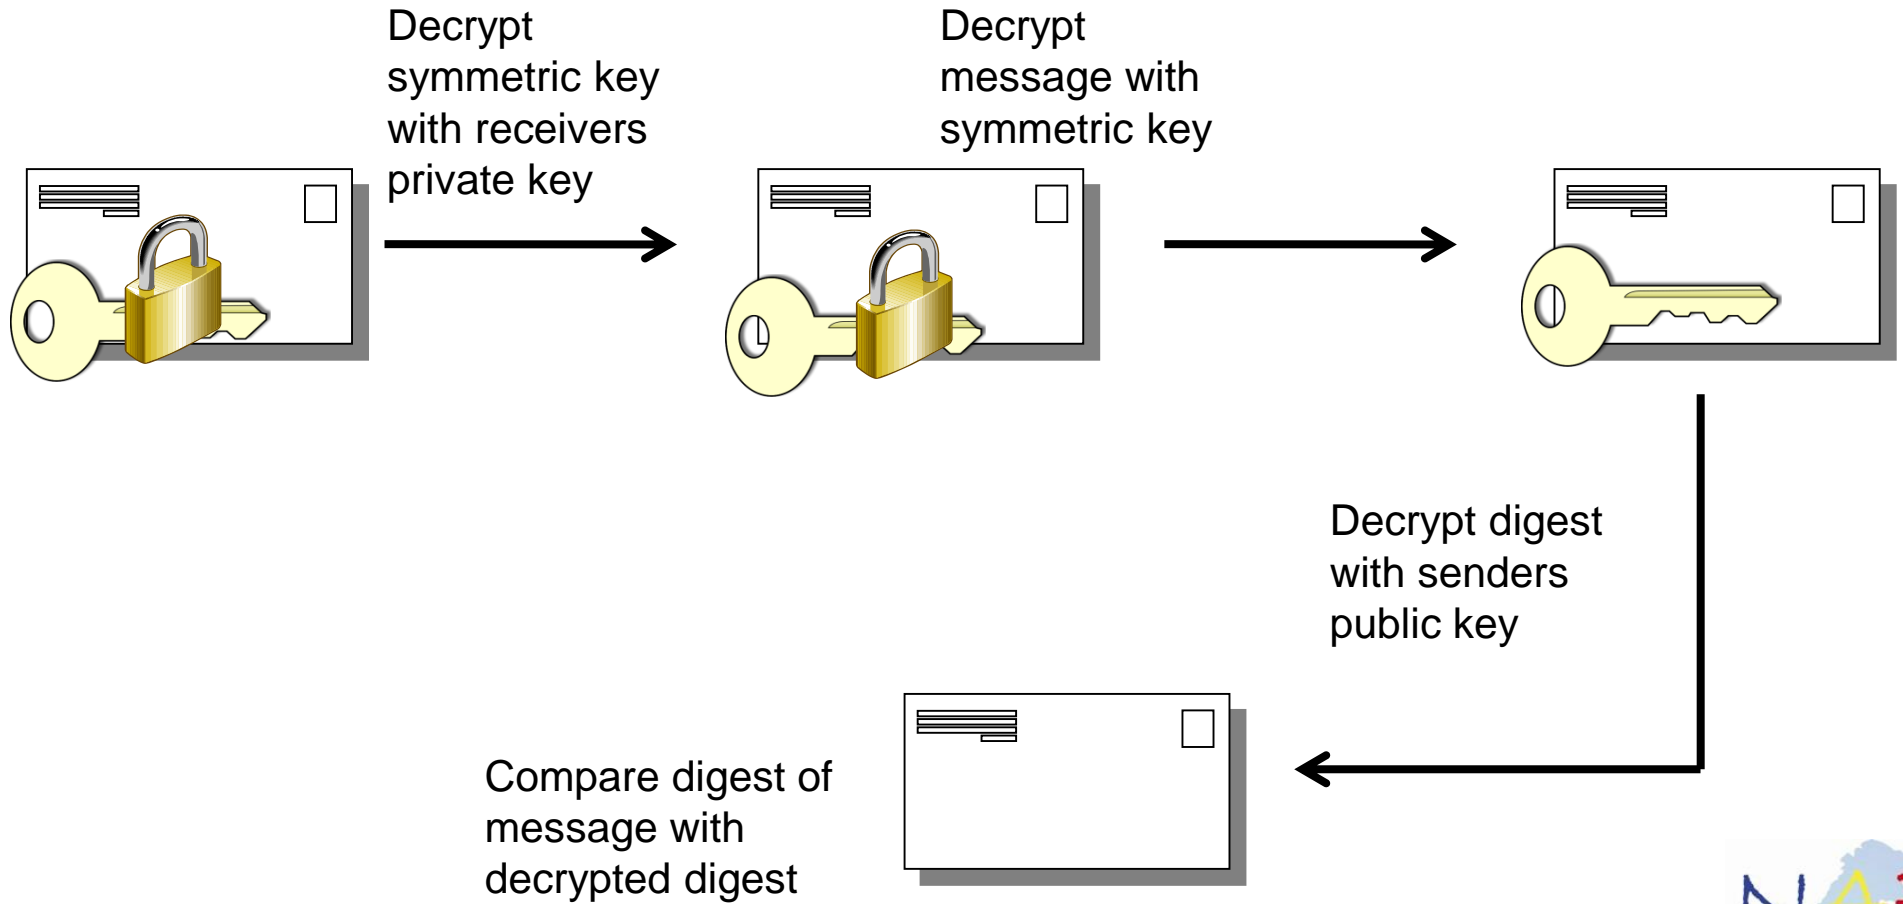 Decrypt
symmetric key
with receivers
private key
Decrypt
message with
symmetric key
Decrypt digest
with senders
public key
Compare digest of
message with
decrypted digest